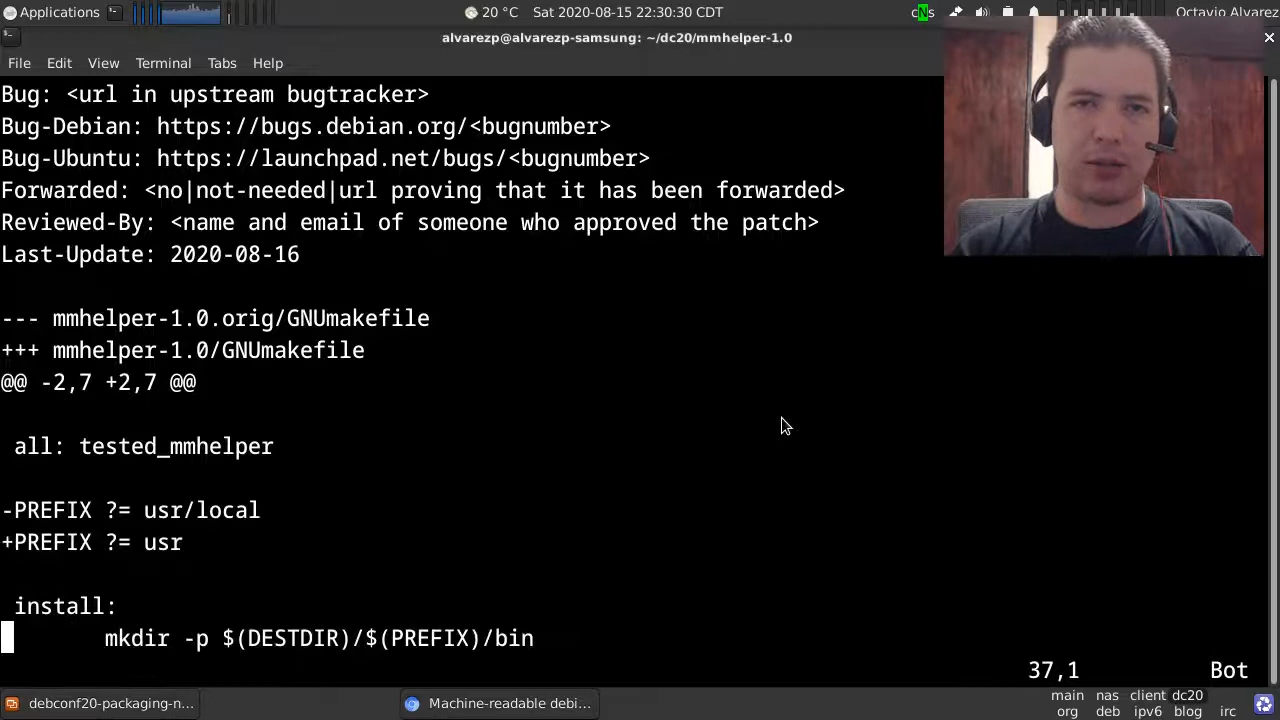 Applications
20 °C Sat 2020-08-15 22:30:30 CDT
cNs
Octavio Alvarez
alvarezp@alvarezp-samsung: ~/dc20/mmhelper-1.0
File Edit View Terminal Tabs Help
Bug: <url in upstream bugtracker>
Bug-Debian: https://bugs.debian.org/<bugnumber>
Bug-Ubuntu: https://launchpad.net/bugs/<bugnumber>
Forwarded: <no|not-needed|url proving that it has been forwarded>
Reviewed-By: <name and email of someone who approved the patch>
Last-Update: 2020-08-16
--- mmhelper-1.0.orig/GNUmakefile
+++ mmhelper-1.0/GNUmakefile
@@ -2,7 +2,7 @@
all: tested_mmhelper
-PREFIX ?= usr/local
+PREFIX ?= usr
install:
mkdir -p $(DESTDIR)/$(PREFIX)/bin
37,1 Bot
debconf20-packaging-n...
Machine-readable debi...
main nas client dc20
org deb ipv6 blog irc